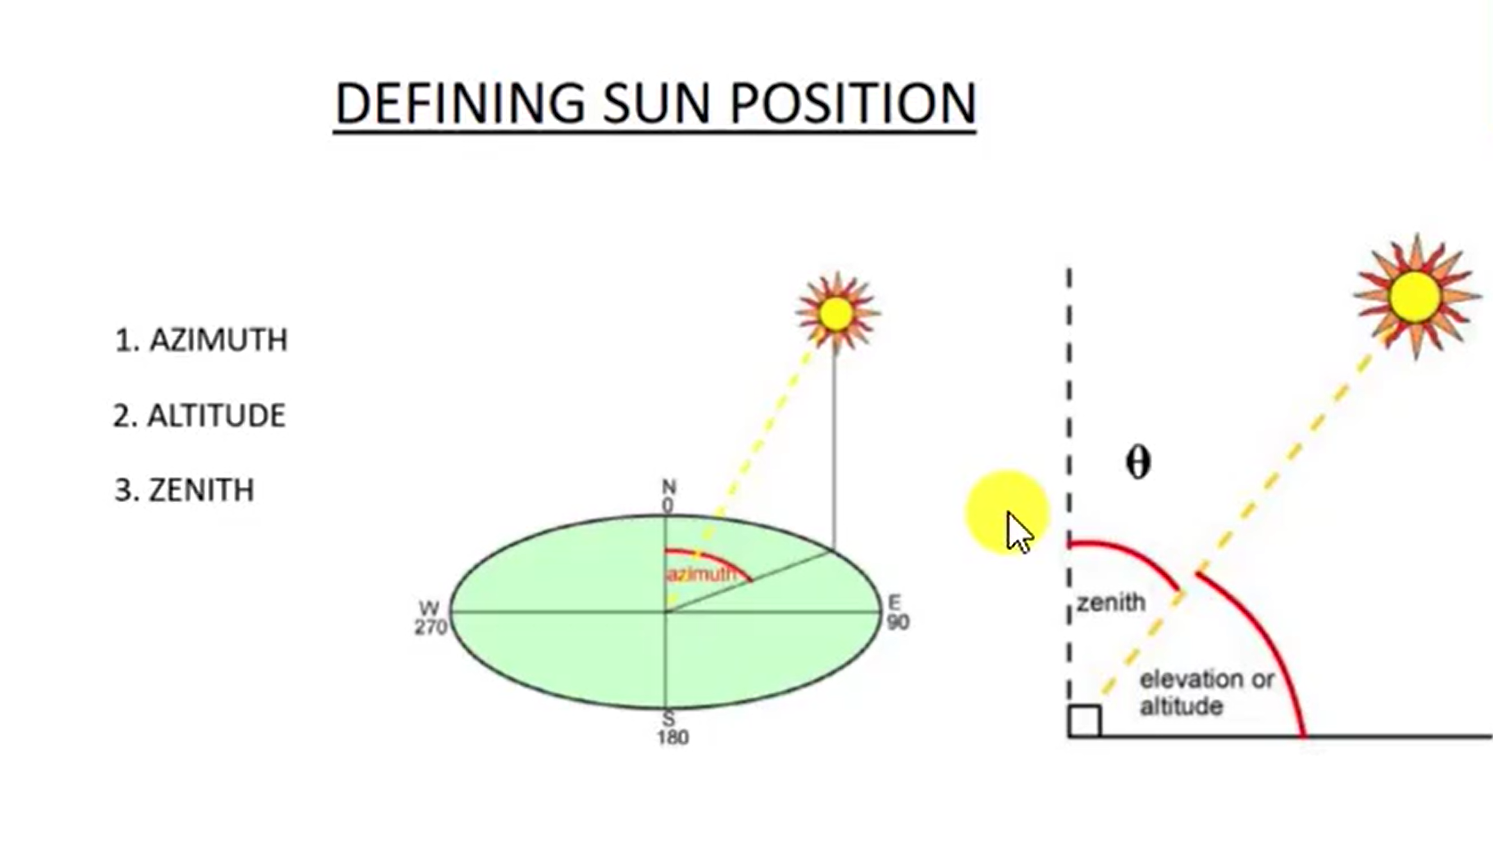 DEFINING SUN POSITION
1. AZIMUTH
2. ALTITUDE
3. ZENITH
N
0
azimuth
W
270
E
90
S
180
θ
zenith
elevation or
altitude